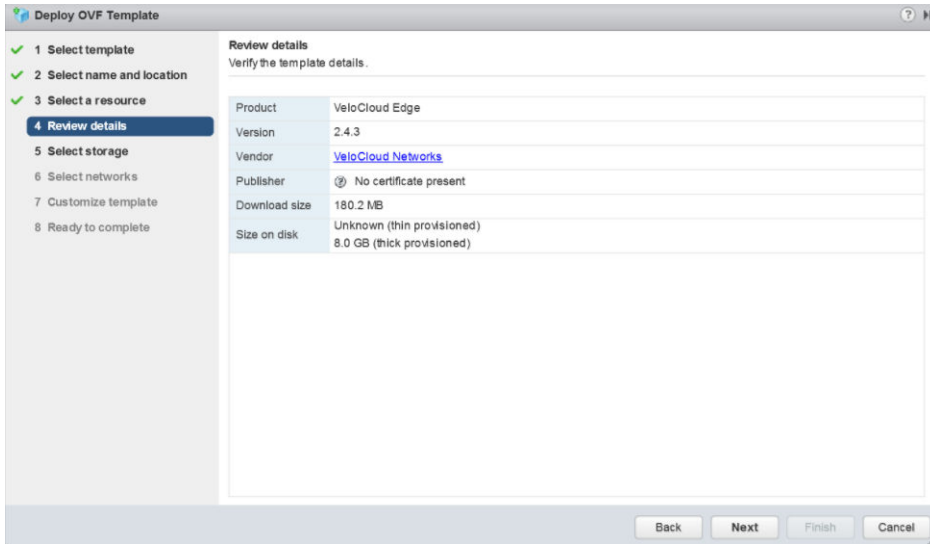 Deploy OVF Template
1 Select template
2 Select name and location
3 Select a resource
4 Review details
5 Select storage
6 Select networks
7 Customize template
8 Ready to complete
Review details
Verify the template details.
Product VeloCloud Edge
Version 2.4.3
Vendor VeloCloud Networks
Publisher No certificate present
Download size 180.2 MB
Size on disk Unknown (thin provisioned)
8.0 GB (thick provisioned)
Back Next Finish Cancel